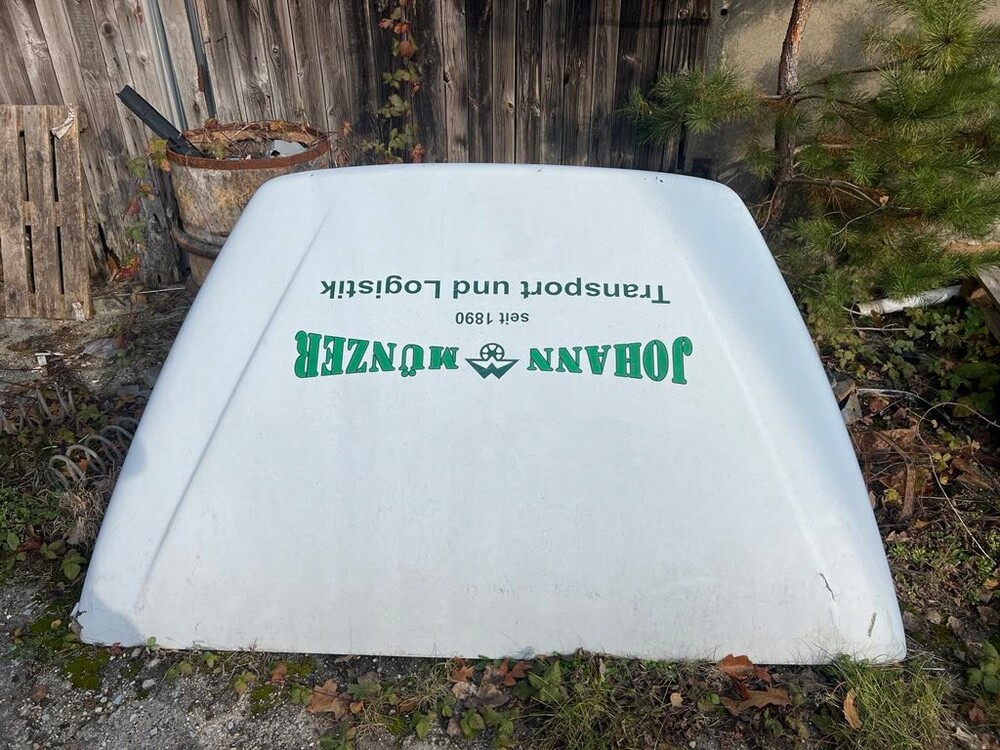 JOHANN MÜNZER
seit 1890
Transport und Logistik